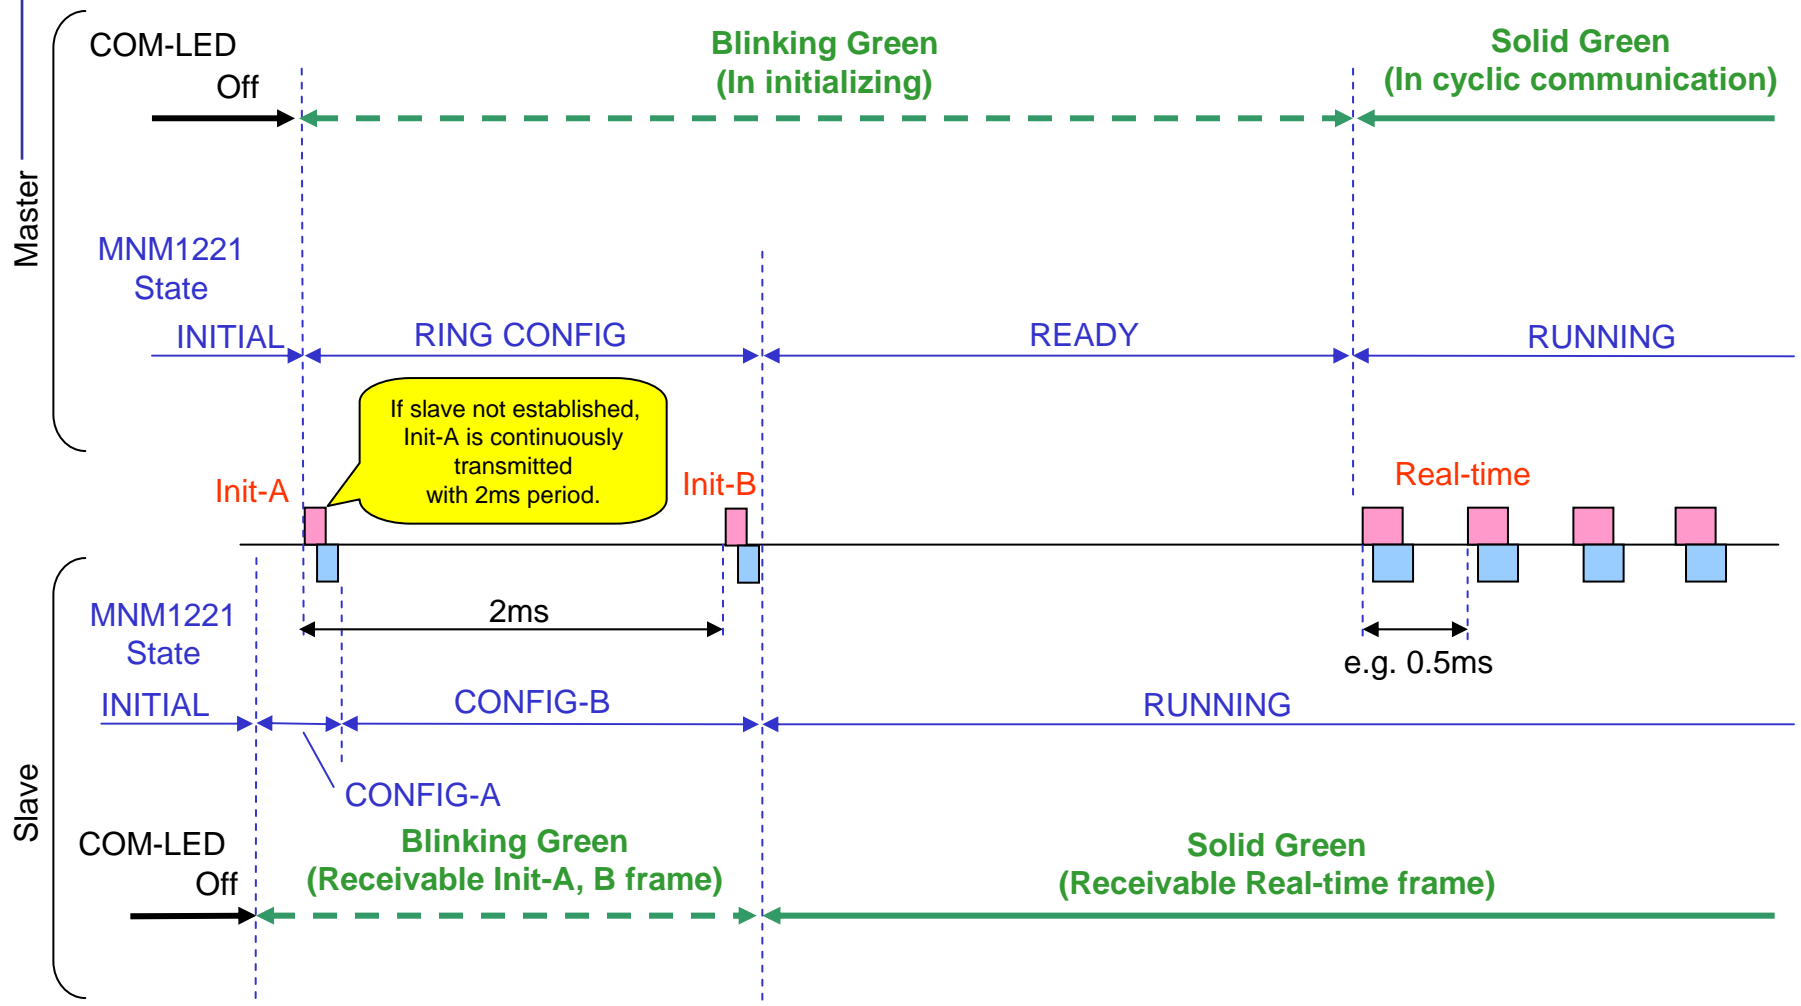 COM-LED
Off
Blinking Green
(In initializing)
Solid Green
(In cyclic communication)
Master
MNM1221
State
INITIAL
RING CONFIG
READY
RUNNING
If slave not established,
Init-A is continuously
transmitted
with 2ms period.
Init-A
Init-B
Real-time
2ms
e.g. 0.5ms
Slave
MNM1221
State
INITIAL
CONFIG-B
RUNNING
CONFIG-A
COM-LED
Off
Blinking Green
(Receivable Init-A, B frame)
Solid Green
(Receivable Real-time frame)